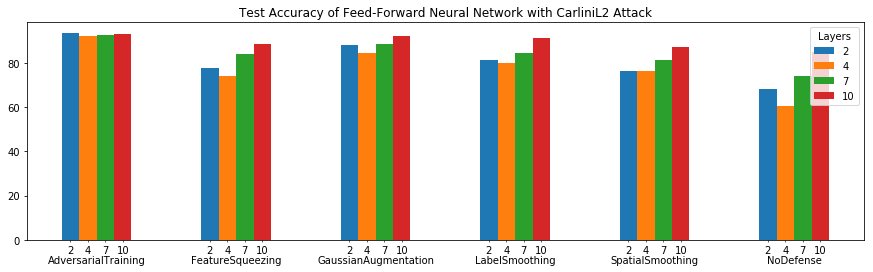 Test Accuracy of Feed-Forward Neural Network with CarliniL2 Attack
Layers
2
4
7
10
80
60
40
20
0
2 4 7 10 2 4 7 10 2 4 7 10 2 4 7 10 2 4 7 10 2 4 7 10
AdversarialTraining FeatureSqueezing GaussianAugmentation LabelSmoothing SpatialSmoothing NoDefense